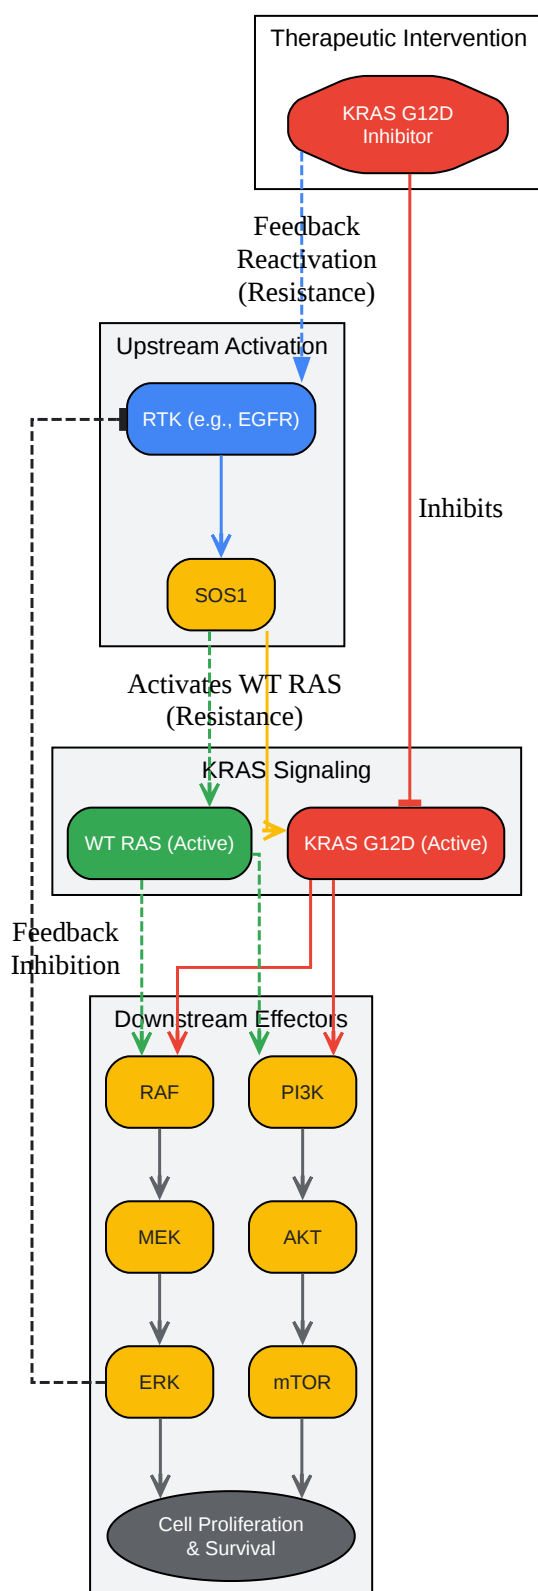 Therapeutic Intervention
KRAS G12D
Inhibitor
Feedback
Reactivation
(Resistance)
Upstream Activation
RTK (e.g., EGFR)
Inhibits
SOS1
Activates WT RAS
(Resistance)
KRAS Signaling
WT RAS (Active)
KRAS G12D (Active)
Feedback
Inhibition
Downstream Effectors
RAF
PI3K
MEK
AKT
ERK
mTOR
Cell Proliferation
& Survival